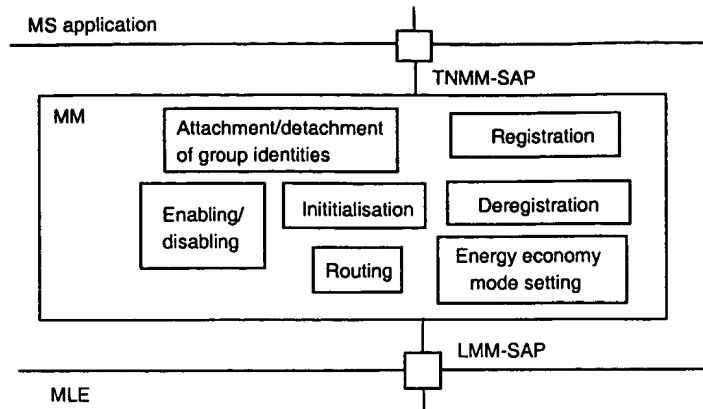 MS application
TNMM-SAP
MM
Attachment/detachment
of group identities
Registration
Enabling/
disabling
Inititialisation
Deregistration
Routing
Energy economy
mode setting
LMM-SAP
MLE